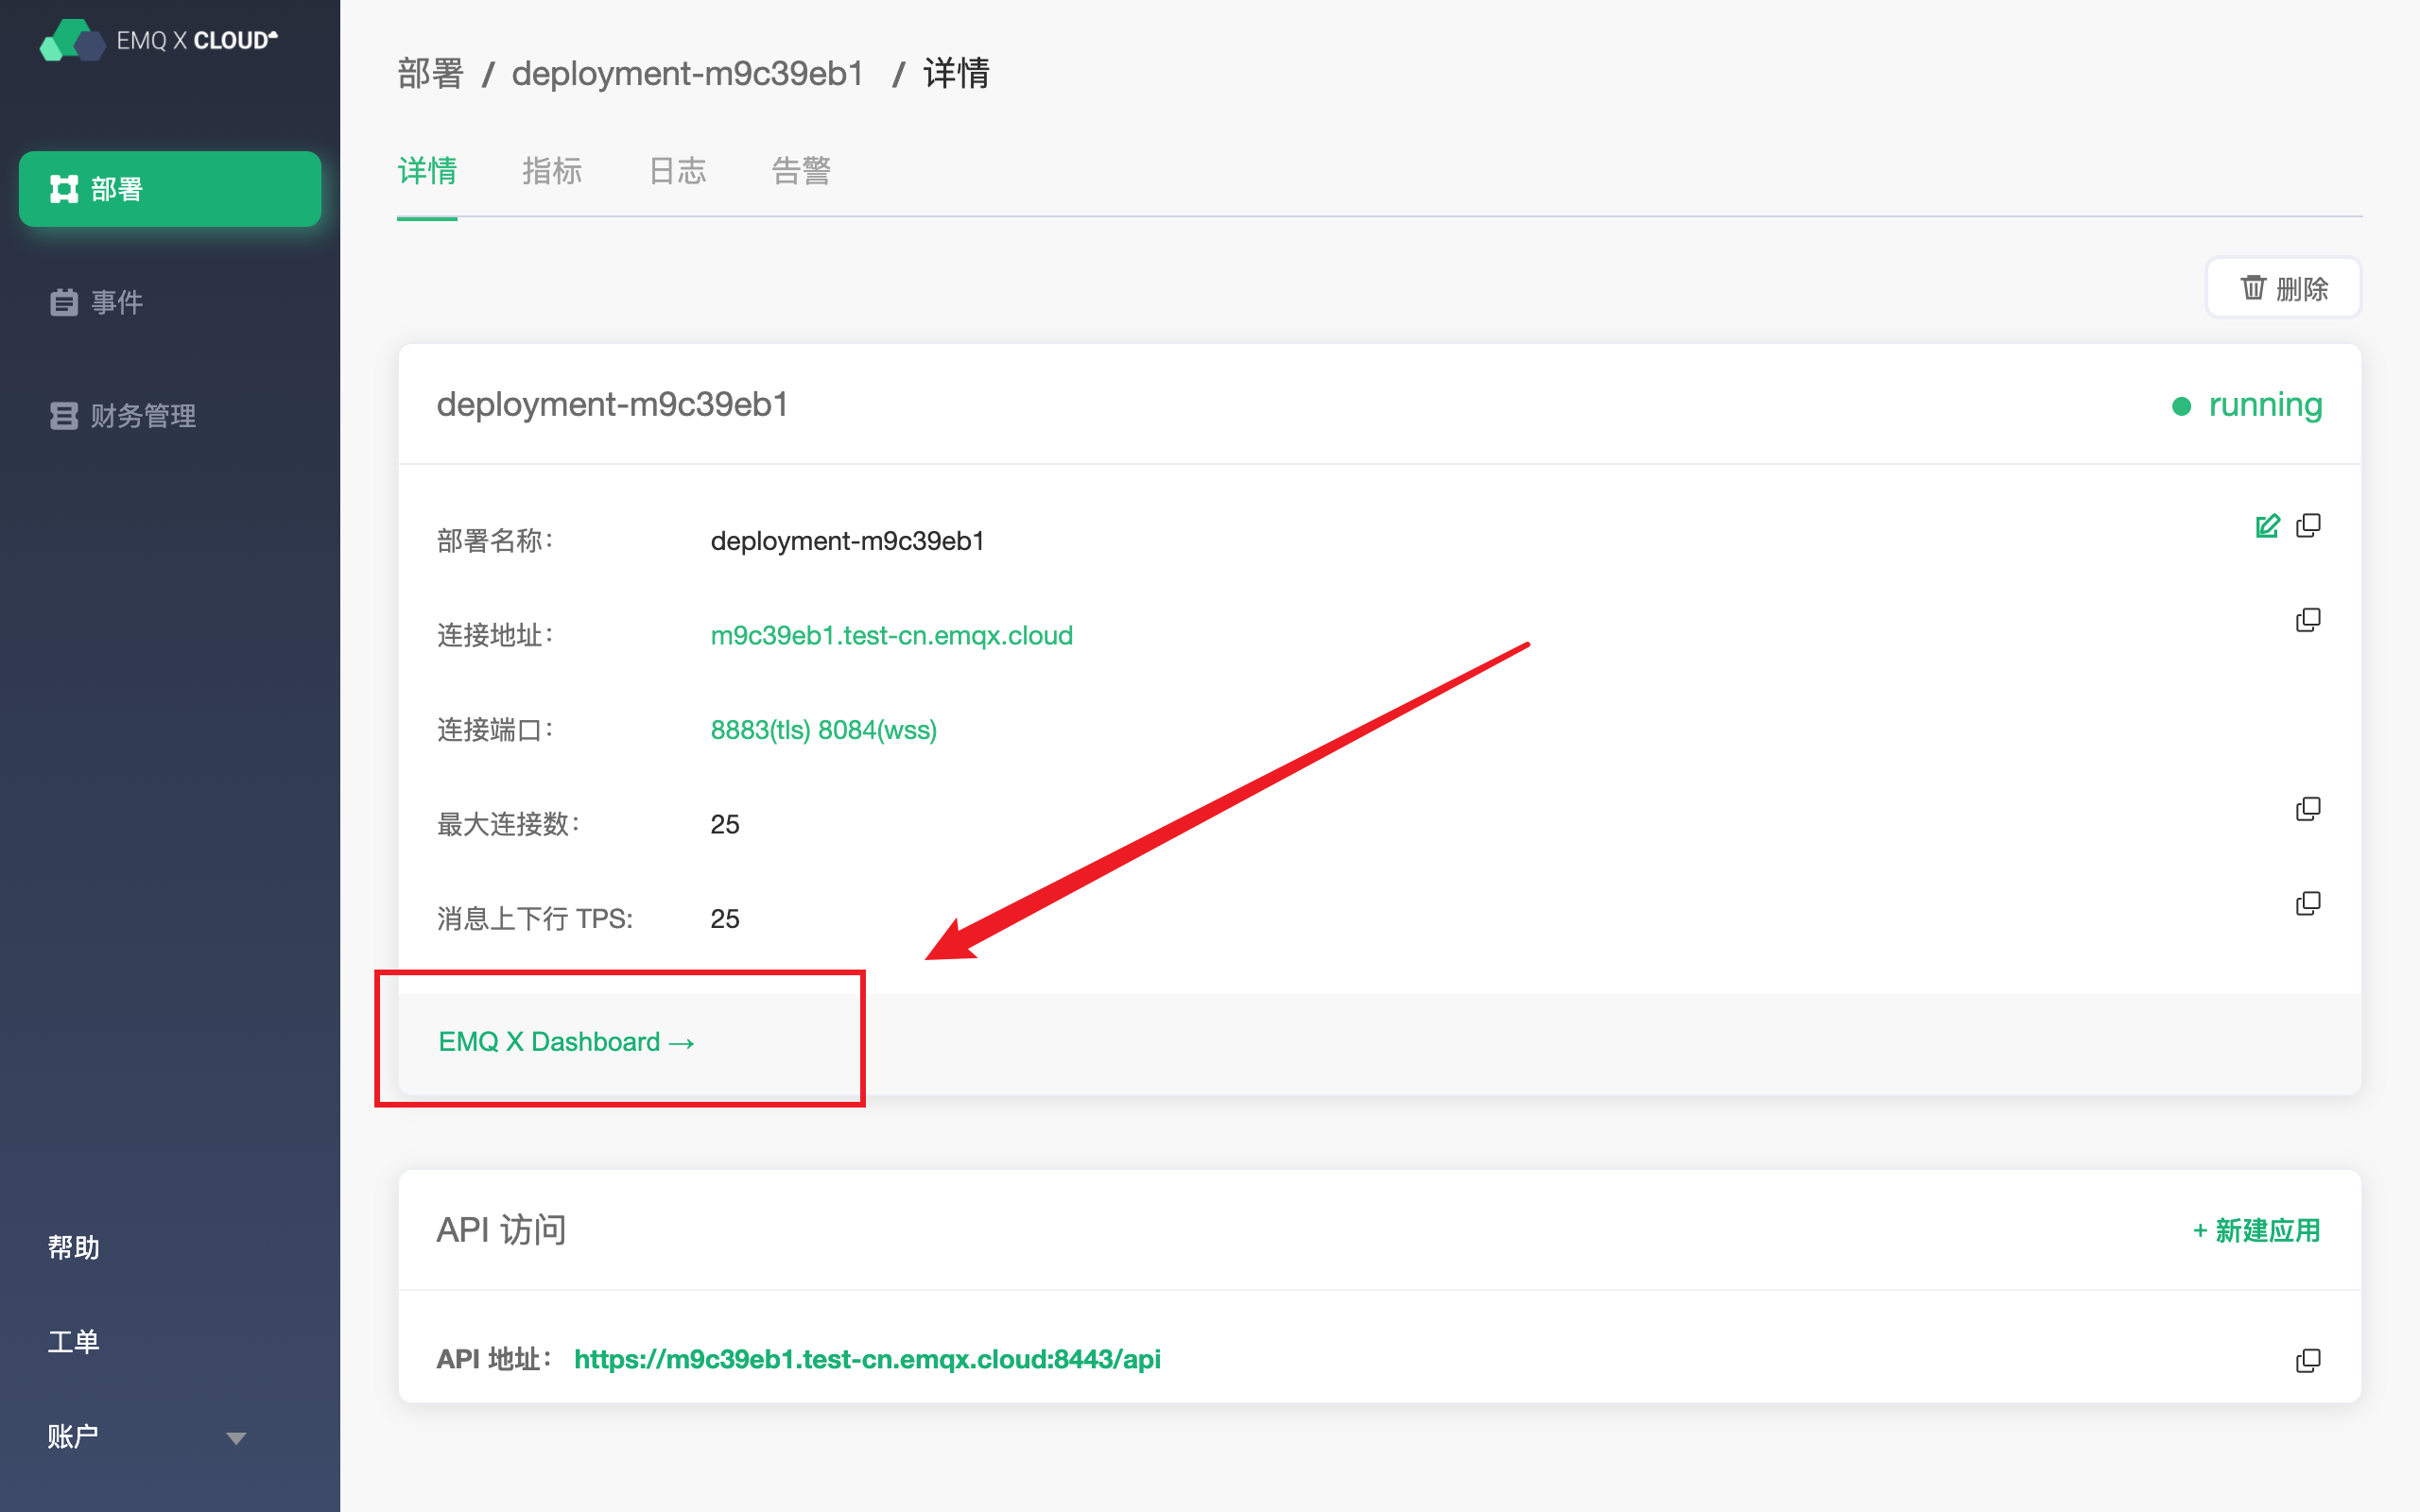 EMQ X CLOUD
部署
事件
财务管理
帮助
工单
账户
部署 / deployment-m9c39eb1 / 详情
详情 指标 日志 告警
删除
deployment-m9c39eb1 running
部署名称： deployment-m9c39eb1
连接地址： m9c39eb1.test-cn.emqx.cloud
连接端口： 8883(tls) 8084(wss)
最大连接数： 25
消息上下行 TPS: 25
EMQ X Dashboard →
API 访问 + 新建应用
API 地址： https://m9c39eb1.test-cn.emqx.cloud:8443/api